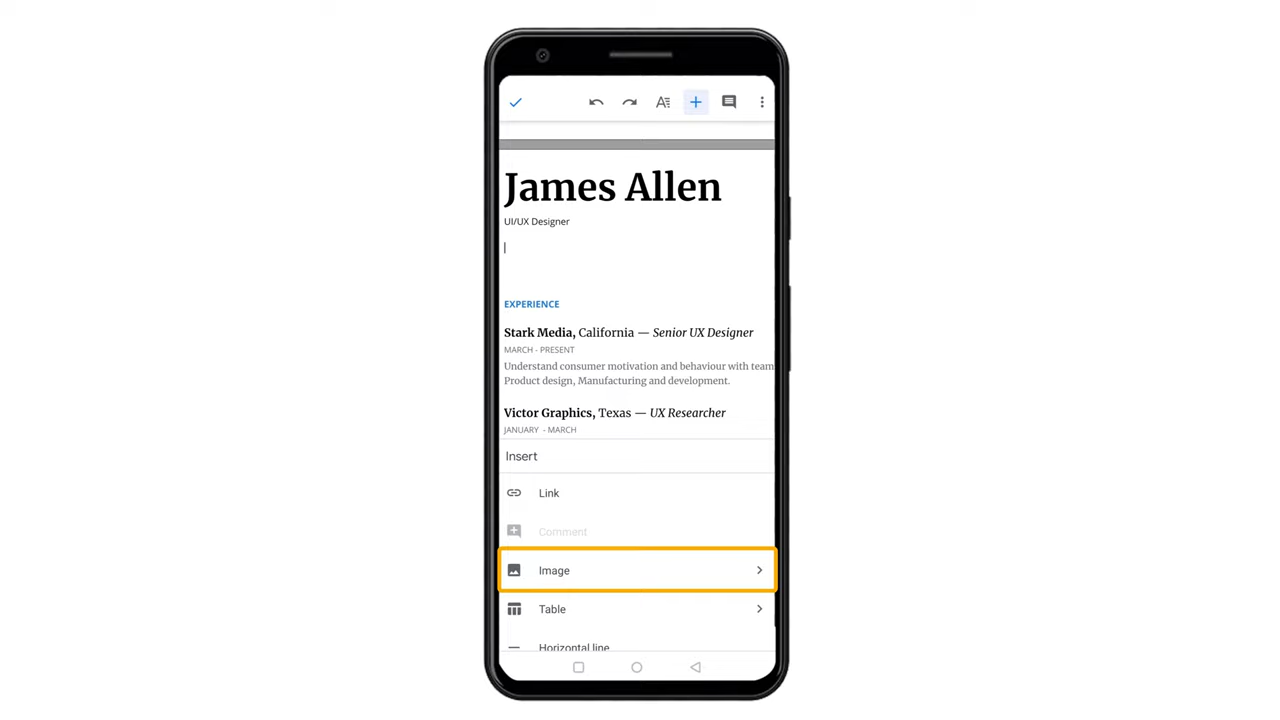 James Allen
UI/UX Designer
EXPERIENCE
Stark Media, California — Senior UX Designer
MARCH - PRESENT
Understand consumer motivation and behaviour with team
Product design, Manufacturing and development.
Victor Graphics, Texas — UX Researcher
JANUARY - MARCH
Insert
Link
Comment
Image
Table
Horizontal line